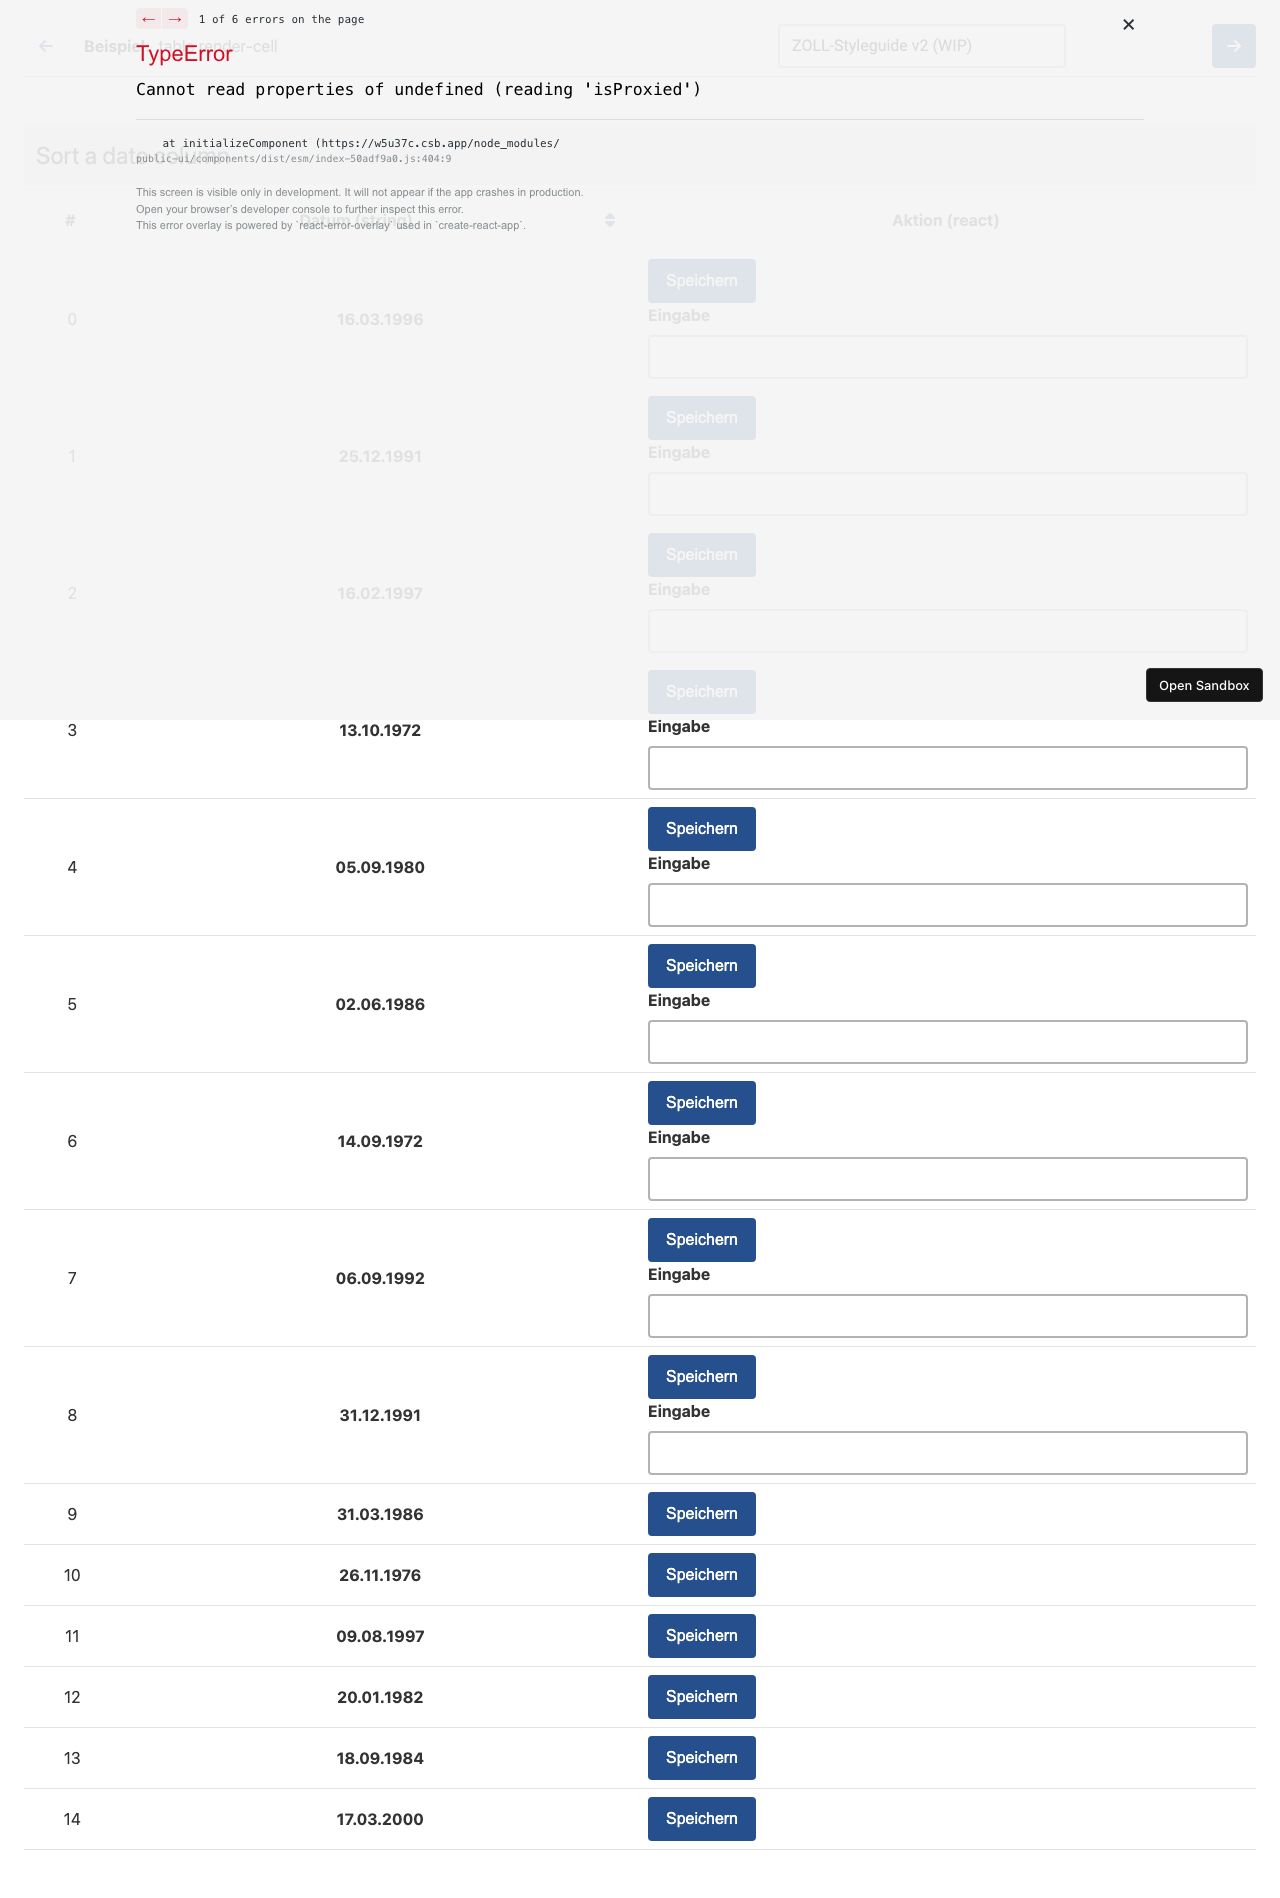 ← → 1 of 6 errors on the page
✕
← Beispiel table render-cell
ZOLL-Styleguide v2 (WIP)
→
TypeError
Cannot read properties of undefined (reading 'isProxied')
at initializeComponent (https://w5u37c.csb.app/node_modules/
public-ui/components/dist/esm/index-50adf9a0.js:404:9
Sort a date column
This screen is visible only in development. It will not appear if the app crashes in production.
Open your browser’s developer console to further inspect this error.
This error overlay is powered by `react-error-overlay` used in `create-react-app`.
# Datum (string) Aktion (react)
Speichern
Eingabe
0 16.03.1996
Speichern
Eingabe
1 25.12.1991
Speichern
Eingabe
2 16.02.1997
Speichern
Open Sandbox
Eingabe
3 13.10.1972
Speichern
Eingabe
4 05.09.1980
Speichern
Eingabe
5 02.06.1986
Speichern
Eingabe
6 14.09.1972
Speichern
Eingabe
7 06.09.1992
Speichern
Eingabe
8 31.12.1991
9 31.03.1986 Speichern
10 26.11.1976 Speichern
11 09.08.1997 Speichern
12 20.01.1982 Speichern
13 18.09.1984 Speichern
14 17.03.2000 Speichern